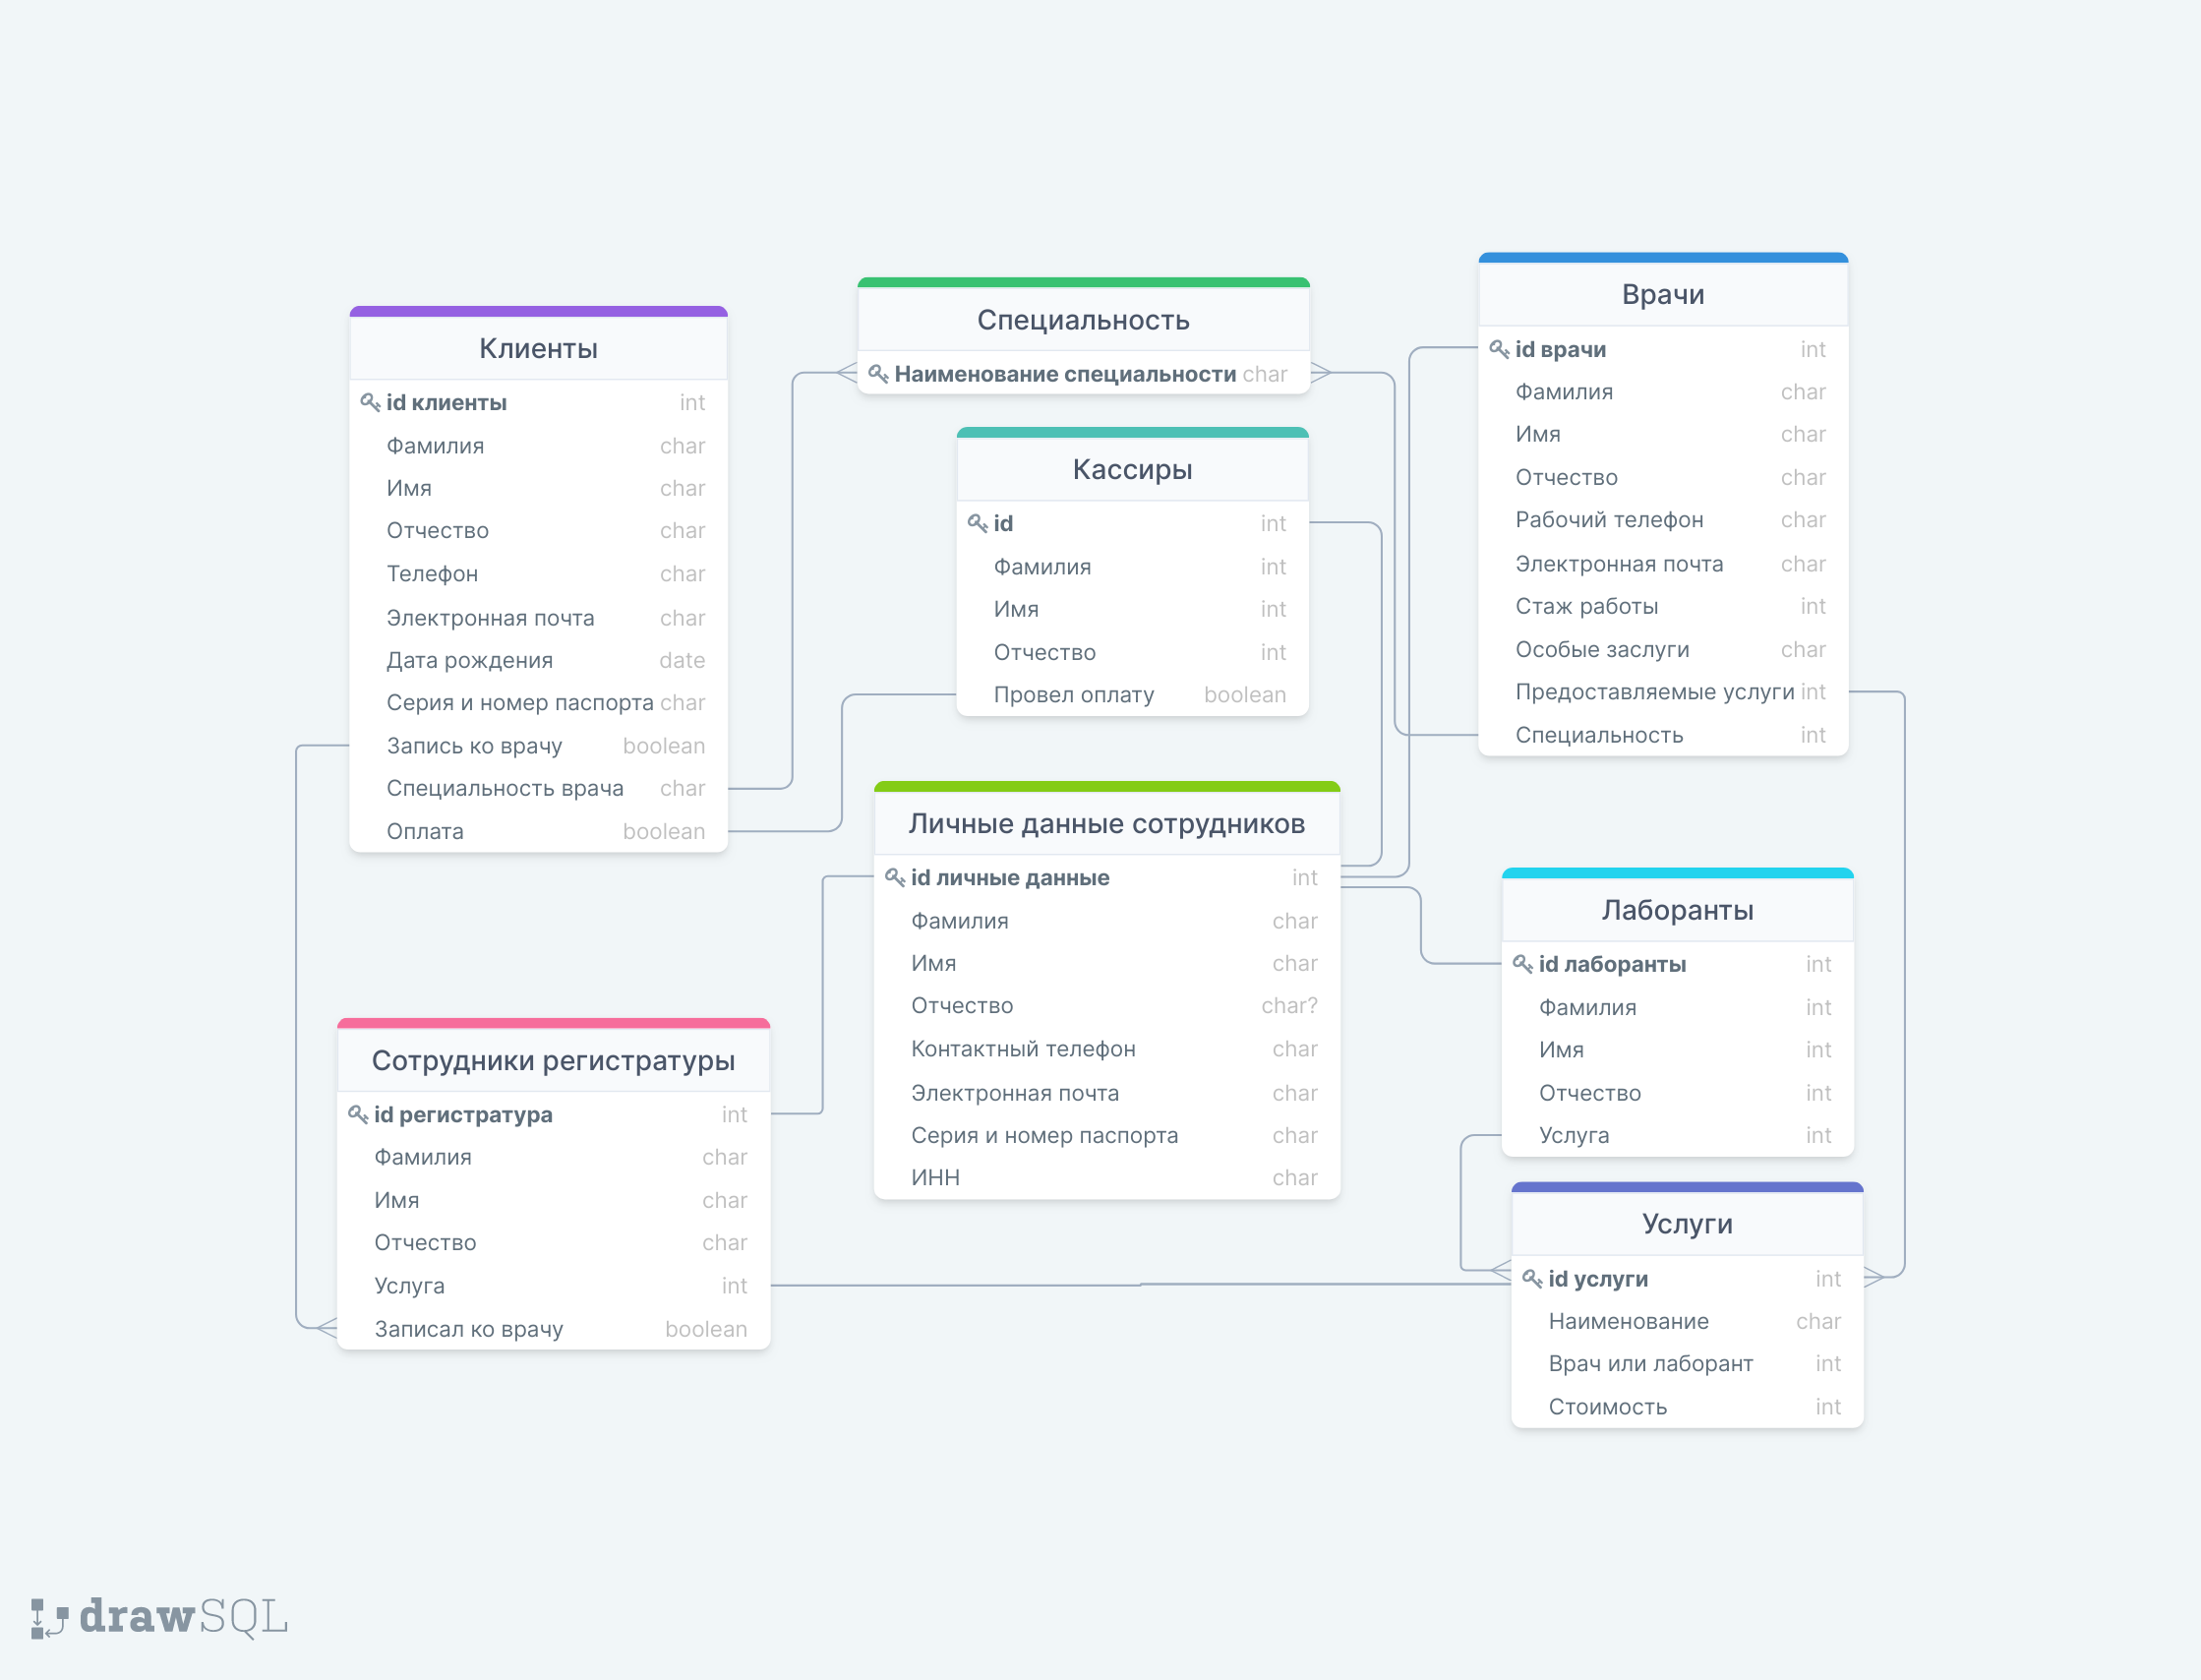 Клиенты
id клиенты int
Фамилия char
Имя char
Отчество char
Телефон char
Электронная почта char
Дата рождения date
Серия и номер паспорта char
Запись ко врачу boolean
Специальность врача char
Оплата boolean
Специальность
Наименование специальности char
Кассиры
id int
Фамилия int
Имя int
Отчество int
Провел оплату boolean
Врачи
id врачи int
Фамилия char
Имя char
Отчество char
Рабочий телефон char
Электронная почта char
Стаж работы int
Особые заслуги char
Предоставляемые услуги int
Специальность int
Личные данные сотрудников
id личные данные int
Фамилия char
Имя char
Отчество char?
Контактный телефон char
Электронная почта char
Серия и номер паспорта char
ИНН char
Лаборанты
id лаборанты int
Фамилия int
Имя int
Отчество int
Услуга int
Сотрудники регистратуры
id регистратура int
Фамилия char
Имя char
Отчество char
Услуга int
Записал ко врачу boolean
Услуги
id услуги int
Наименование char
Врач или лаборант int
Стоимость int
drawSQL